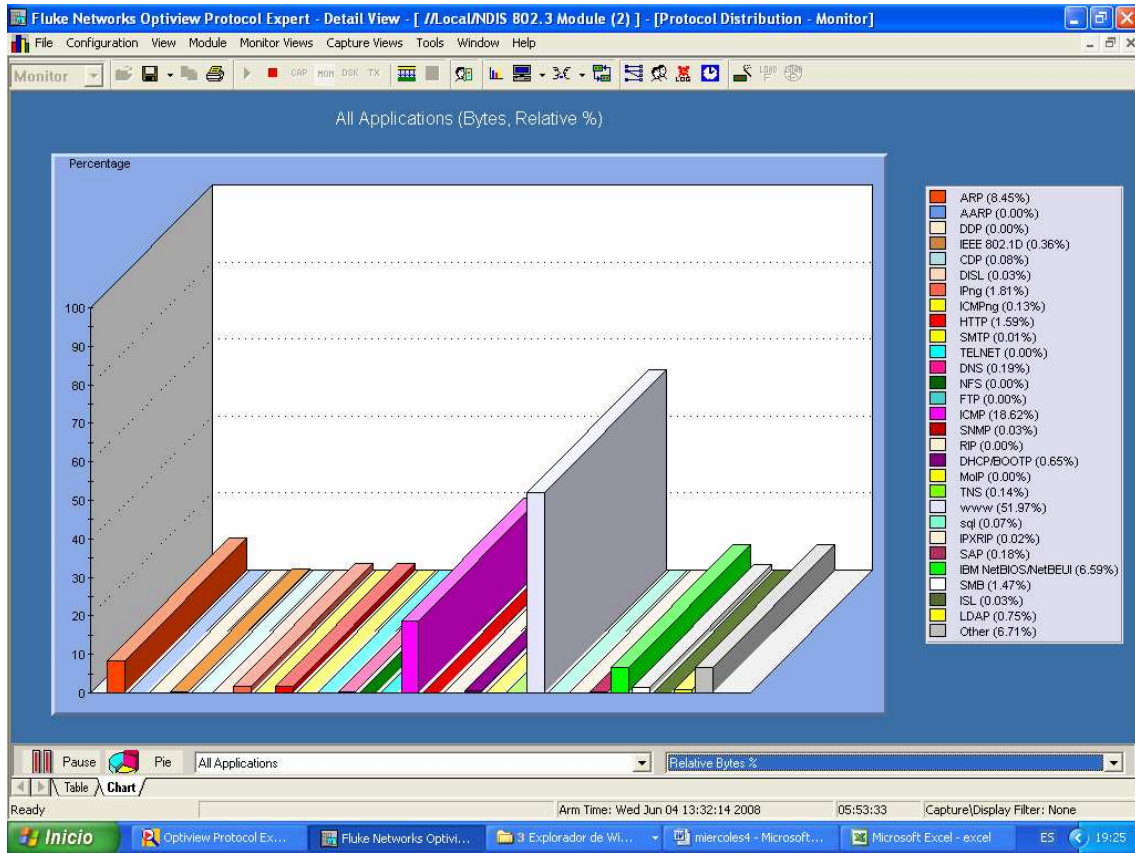 Fluke Networks Optiview Protocol Expert - Detail View - [ //Local/NDIS 802.3 Module (2) ] - [Protocol Distribution - Monitor]
File Configuration View Module Monitor Views Capture Views Tools Window Help
Monitor CAP MON DSK TX
All Applications (Bytes, Relative %)
Percentage
100
90
80
70
60
50
40
30
20
10
0
ARP (8.45%)
AARP (0.00%)
DDP (0.00%)
IEEE 802.1D (0.36%)
CDP (0.08%)
DISL (0.03%)
IPng (1.81%)
ICMPng (0.13%)
HTTP (1.59%)
SMTP (0.01%)
TELNET (0.00%)
DNS (0.19%)
NFS (0.00%)
FTP (0.00%)
ICMP (18.62%)
SNMP (0.03%)
RIP (0.00%)
DHCP/BOOTP (0.65%)
MoIP (0.00%)
TNS (0.14%)
www (51.97%)
sql (0.07%)
IPXRIP (0.02%)
SAP (0.18%)
IBM NetBIOS/NetBEUI (6.59%)
SMB (1.47%)
ISL (0.03%)
LDAP (0.75%)
Other (6.71%)
Pause Pie All Applications Relative Bytes %
Table Chart
Ready Arm Time: Wed Jun 04 13:32:14 2008 05:53:33 Capture\Display Filter: None
Inicio Optiview Protocol Ex... Fluke Networks Optivi... 3 Explorador de Wi... miercoles4 - Microsoft... Microsoft Excel - excel ES 19:25